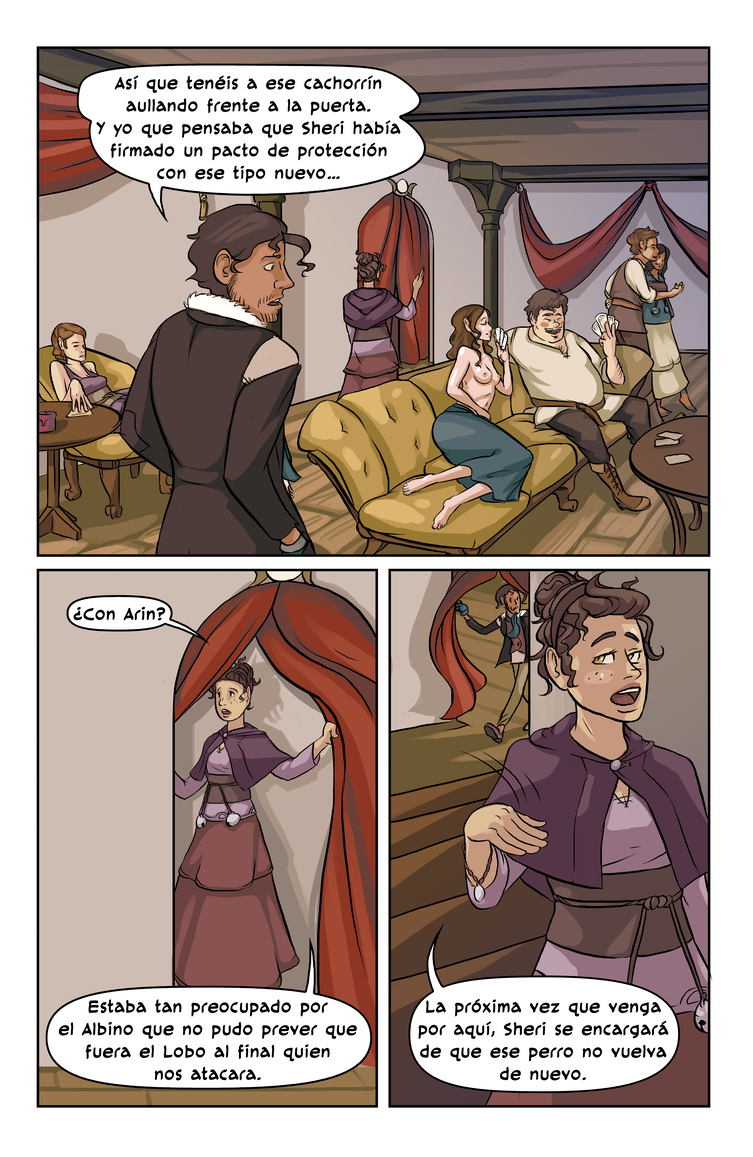 Así que tenéis a ese cachorrín
aullando frente a la puerta.
Y yo que pensaba que Sheri había
firmado un pacto de protección
con ese tipo nuevo...
¿Con Arin?
Estaba tan preocupado por
el Albino que no pudo prever que
fuera el Lobo al final quien
nos atacara.
La próxima vez que venga
por aquí, Sheri se encargará
de que ese perro no vuelva
de nuevo.